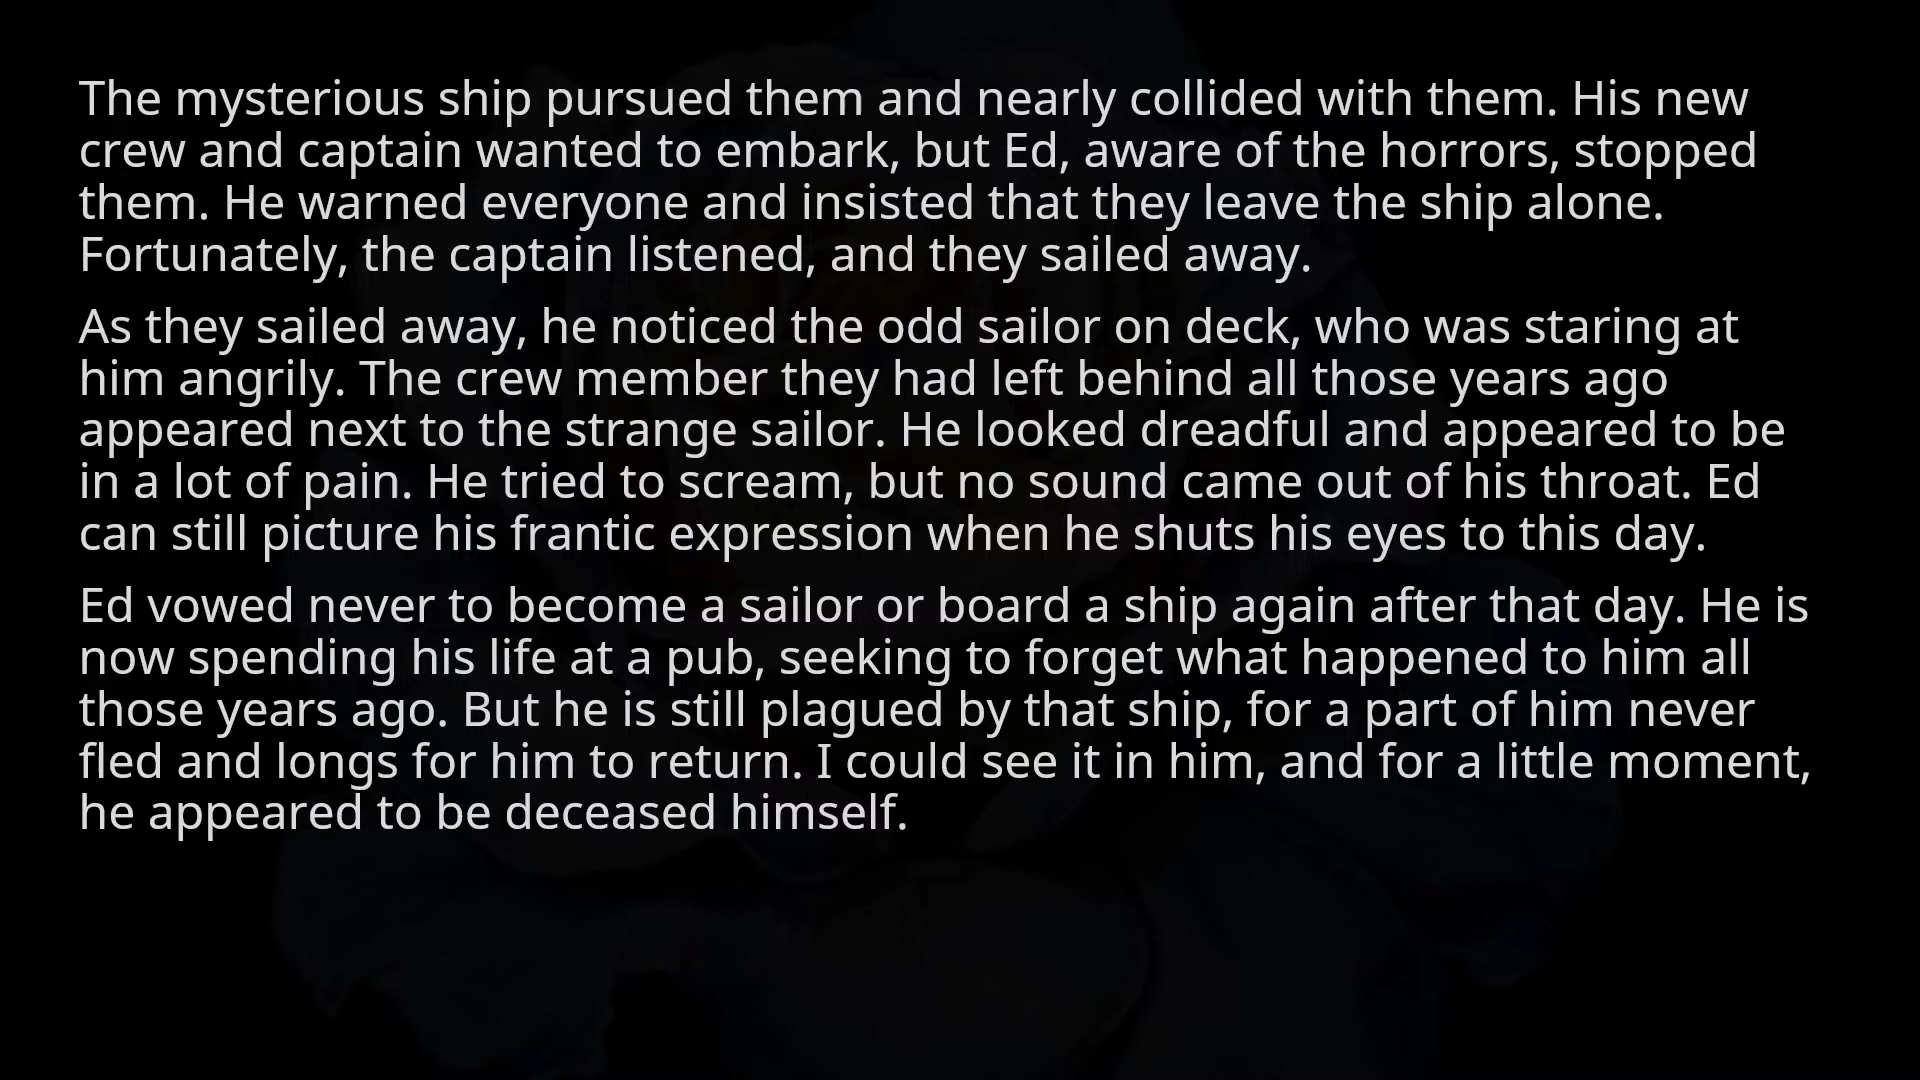 The mysterious ship pursued them and nearly collided with them. His new
crew and captain wanted to embark, but Ed, aware of the horrors, stopped
them. He warned everyone and insisted that they leave the ship alone.
Fortunately, the captain listened, and they sailed away.
As they sailed away, he noticed the odd sailor on deck, who was staring at
him angrily. The crew member they had left behind all those years ago
appeared next to the strange sailor. He looked dreadful and appeared to be
in a lot of pain. He tried to scream, but no sound came out of his throat. Ed
can still picture his frantic expression when he shuts his eyes to this day.
Ed vowed never to become a sailor or board a ship again after that day. He is
now spending his life at a pub, seeking to forget what happened to him all
those years ago. But he is still plagued by that ship, for a part of him never
fled and longs for him to return. I could see it in him, and for a little moment,
he appeared to be deceased himself.